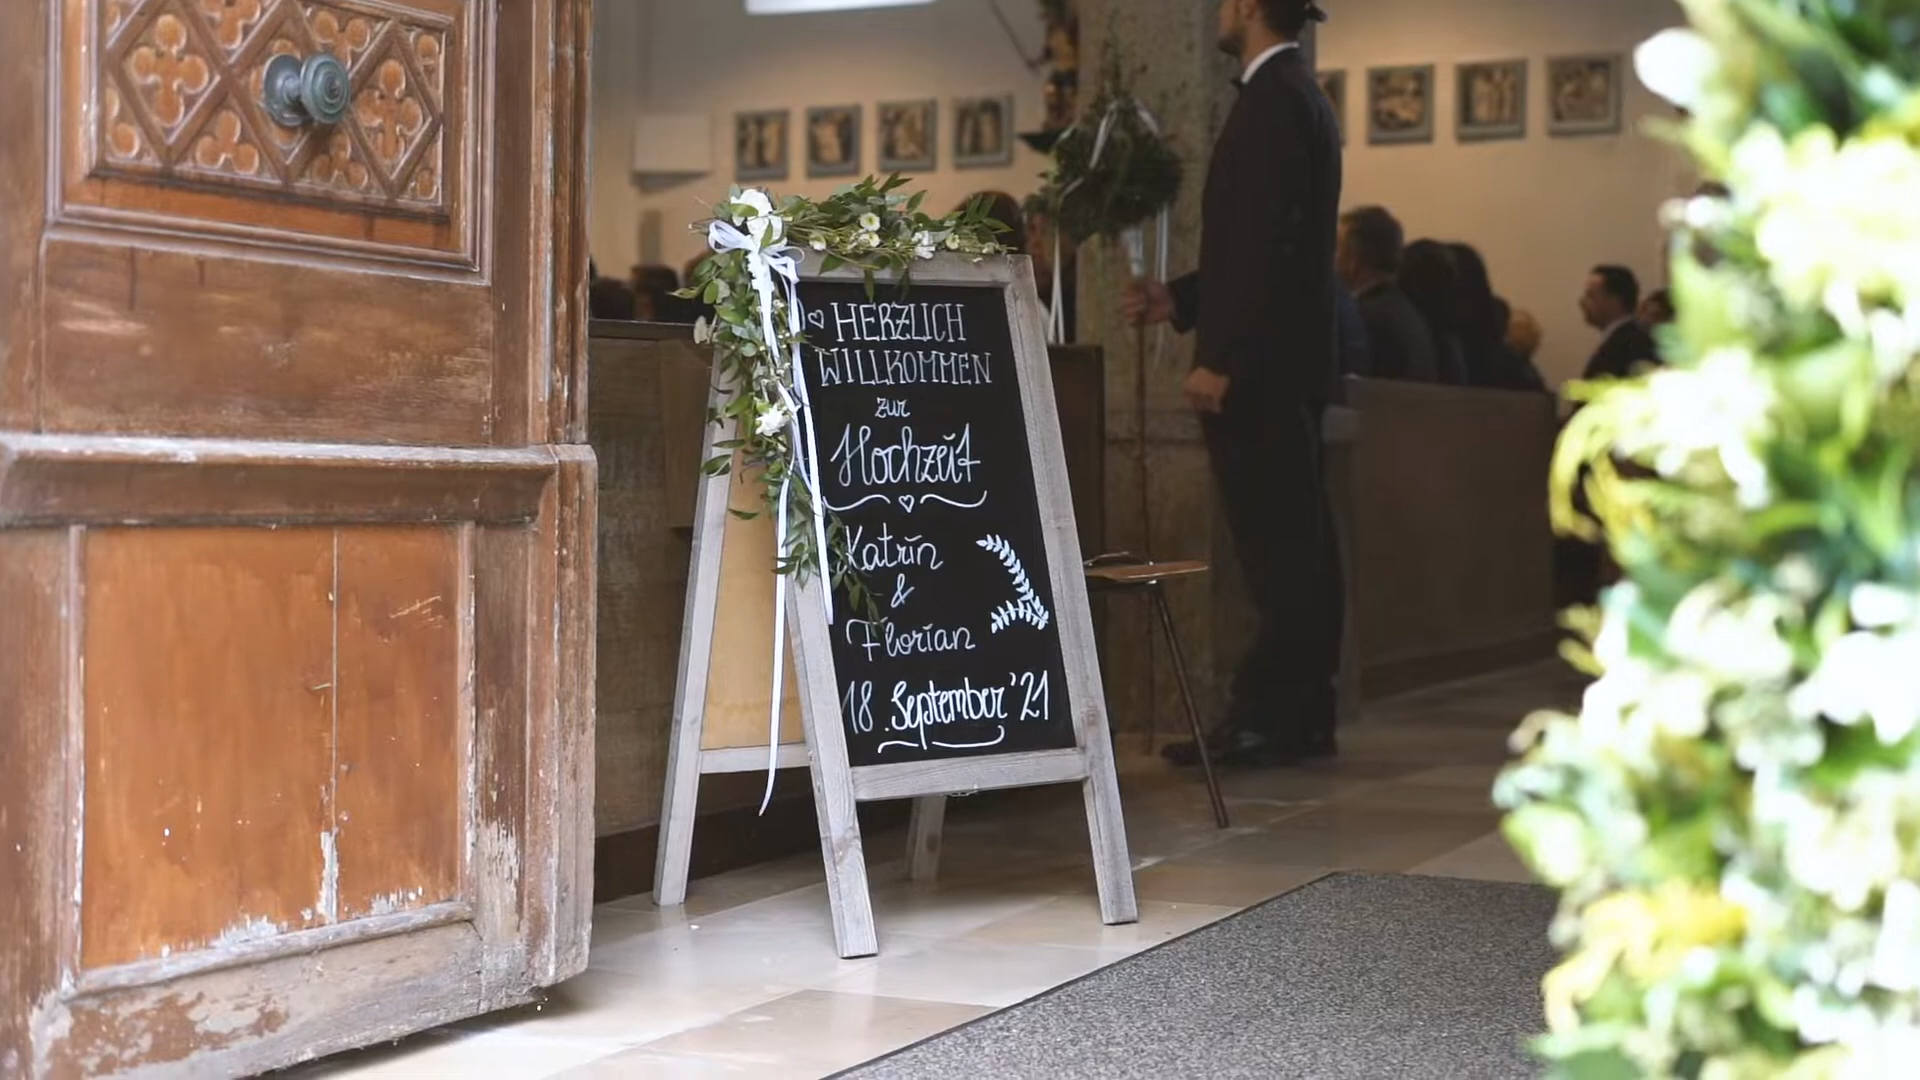 HERZLICH
WILLKOMMEN
zur
Hochzeit
Katrin
&
Florian
18. September '21